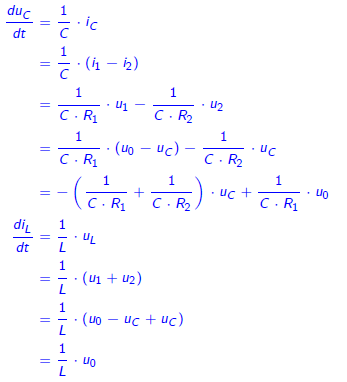 du_C/dt = 1/C · i_C
= 1/C · (i_1 − i_2)
= 1/(C · R_1) · u_1 − 1/(C · R_2) · u_2
= 1/(C · R_1) · (u_0 − u_C) − 1/(C · R_2) · u_C
= −(1/(C · R_1) + 1/(C · R_2)) · u_C + 1/(C · R_1) · u_0
di_L/dt = 1/L · u_L
= 1/L · (u_1 + u_2)
= 1/L · (u_0 − u_C + u_C)
= 1/L · u_0